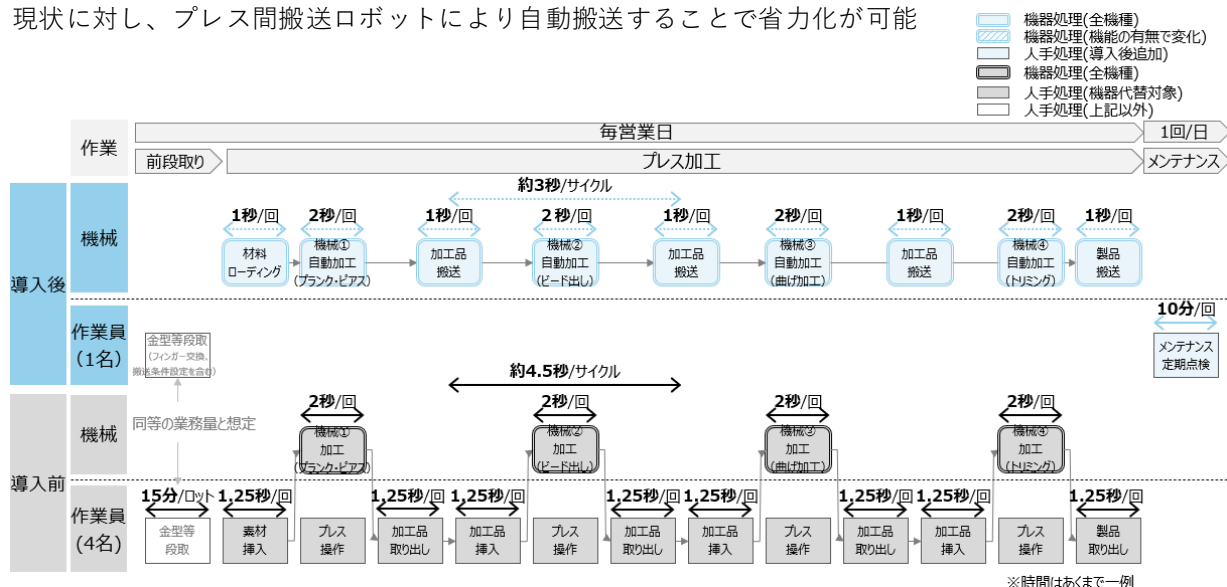 現状に対し、プレス間搬送ロボットにより自動搬送することで省力化が可能
機器処理(全機種)
機器処理(機能の有無で変化)
人手処理(導入後追加)
機器処理(全機種)
人手処理(機器代替対象)
人手処理(上記以外)
作業
毎営業日
1回/日
前段取り
プレス加工
メンテナンス
導入後
機械
約3秒/サイクル
1秒/回
2秒/回
1秒/回
2 秒/回
1秒/回
2秒/回
1秒/回
2秒/回
1秒/回
材料
ローディング
機械①
自動加工
(ブランク・ピアス)
加工品
搬送
機械②
自動加工
(ビード出し)
加工品
搬送
機械③
自動加工
(曲げ加工)
加工品
搬送
機械④
自動加工
(トリミング)
製品
搬送
作業員
(1名)
金型等段取
(フィンガー交換、
搬送条件設定を含む)
10分/回
メンテナンス
定期点検
同等の業務量と想定
導入前
機械
約4.5秒/サイクル
2秒/回
2秒/回
2秒/回
2秒/回
機械①
加工
(ブランク・ピアス)
機械②
加工
(ビード出し)
機械③
加工
(曲げ加工)
機械④
加工
(トリミング)
作業員
(4名)
15分/ロット
1.25秒/回
1.25秒/回
1.25秒/回
1.25秒/回
1.25秒/回
1.25秒/回
1.25秒/回
1.25秒/回
金型等
段取
素材
挿入
プレス
操作
加工品
取り出し
加工品
挿入
プレス
操作
加工品
取り出し
加工品
挿入
プレス
操作
加工品
取り出し
加工品
挿入
プレス
操作
製品
取り出し
※時間はあくまで一例